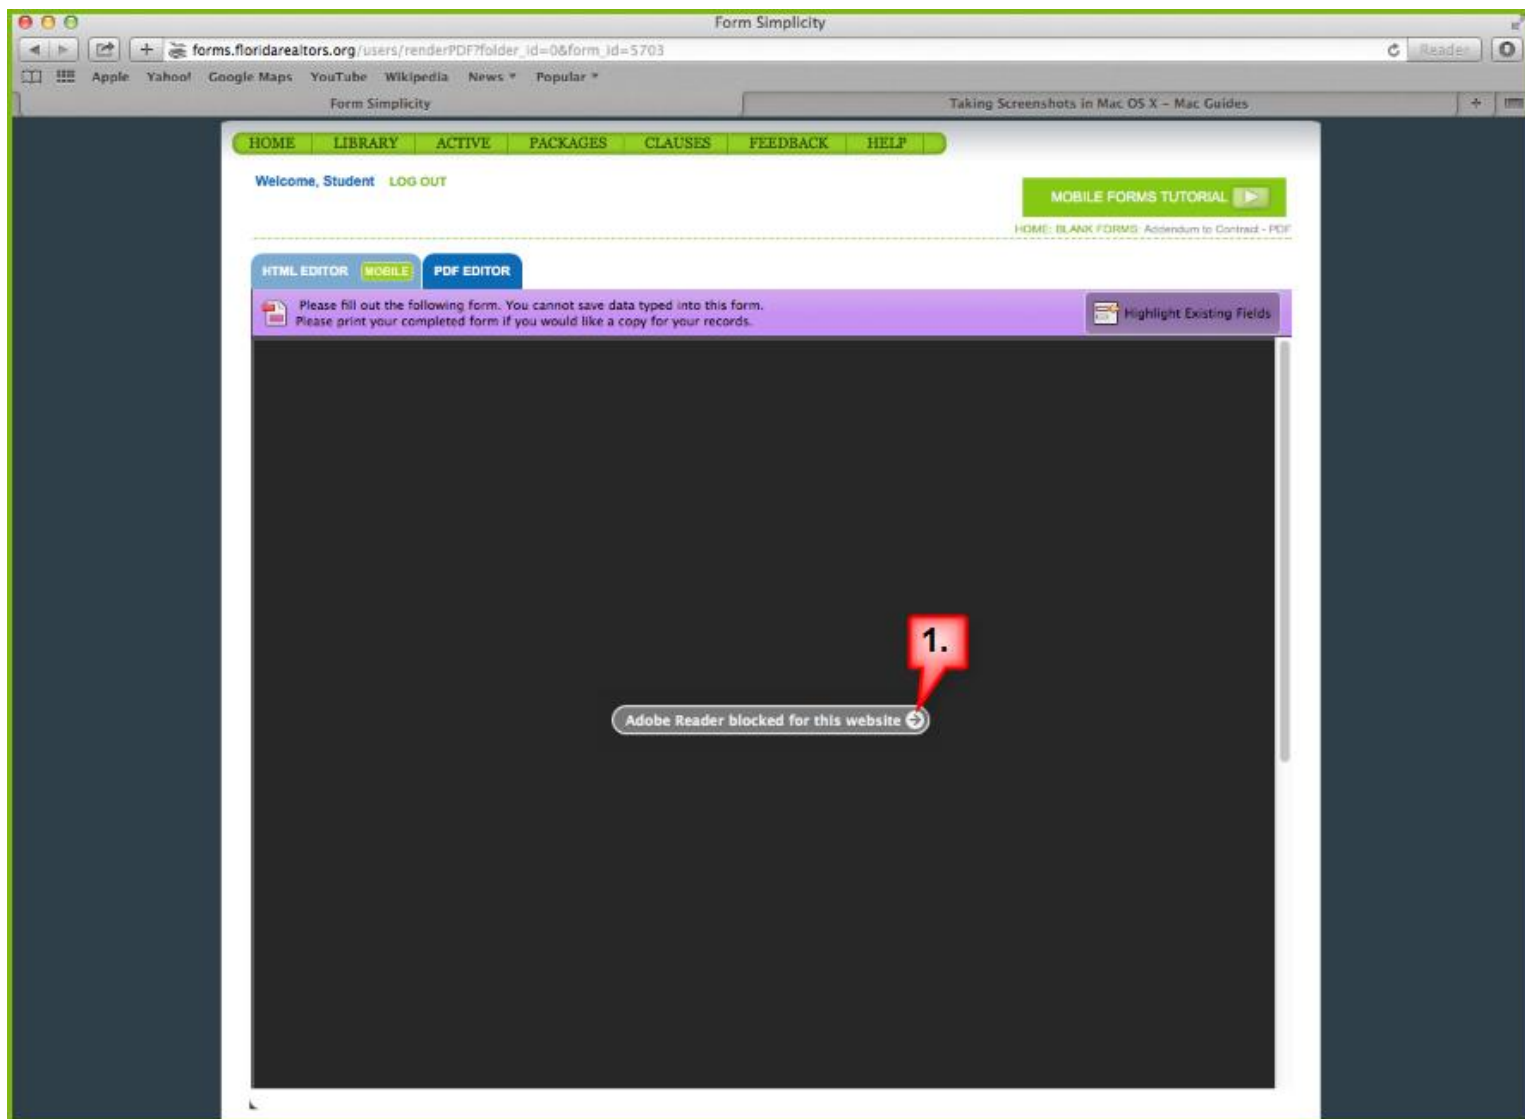 Form Simplicity
forms.floridarealtors.org/users/renderPDF?folder_id=0&form_id=5703
Reader
Apple Yahoo! Google Maps YouTube Wikipedia News Popular
Form Simplicity
Taking Screenshots in Mac OS X – Mac Guides
HOME LIBRARY ACTIVE PACKAGES CLAUSES FEEDBACK HELP
Welcome, Student LOG OUT
MOBILE FORMS TUTORIAL
HOME: BLANK FORMS: Addendum to Contract - PDF
HTML EDITOR MOBILE PDF EDITOR
Please fill out the following form. You cannot save data typed into this form.
Please print your completed form if you would like a copy for your records.
Highlight Existing Fields
1.
Adobe Reader blocked for this website